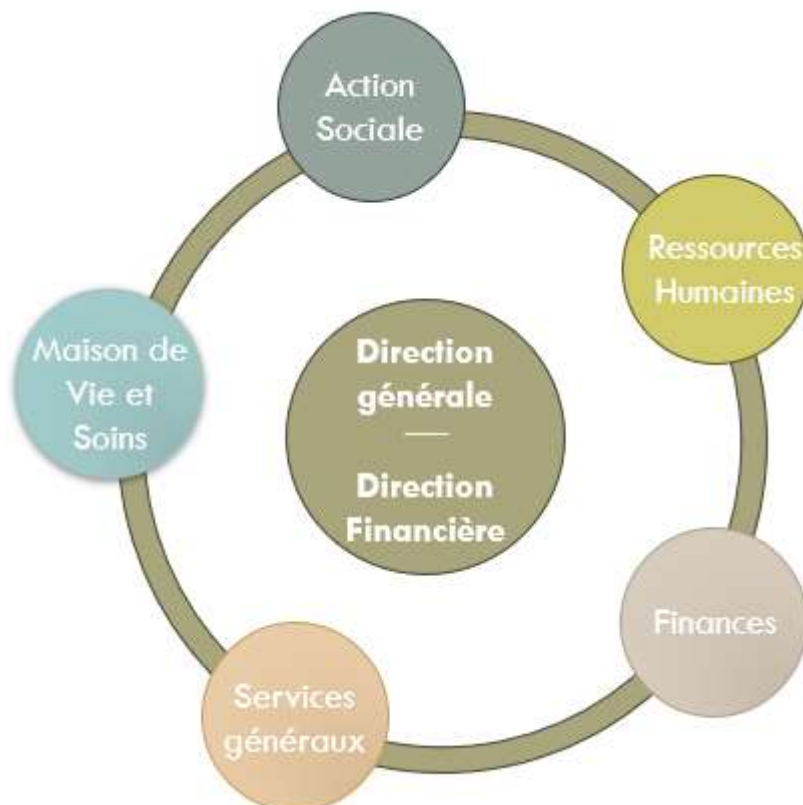 Action
Sociale
Ressources
Humaines
Maison de
Vie et
Soins
Direction
générale
Direction
Financière
Finances
Services
généraux